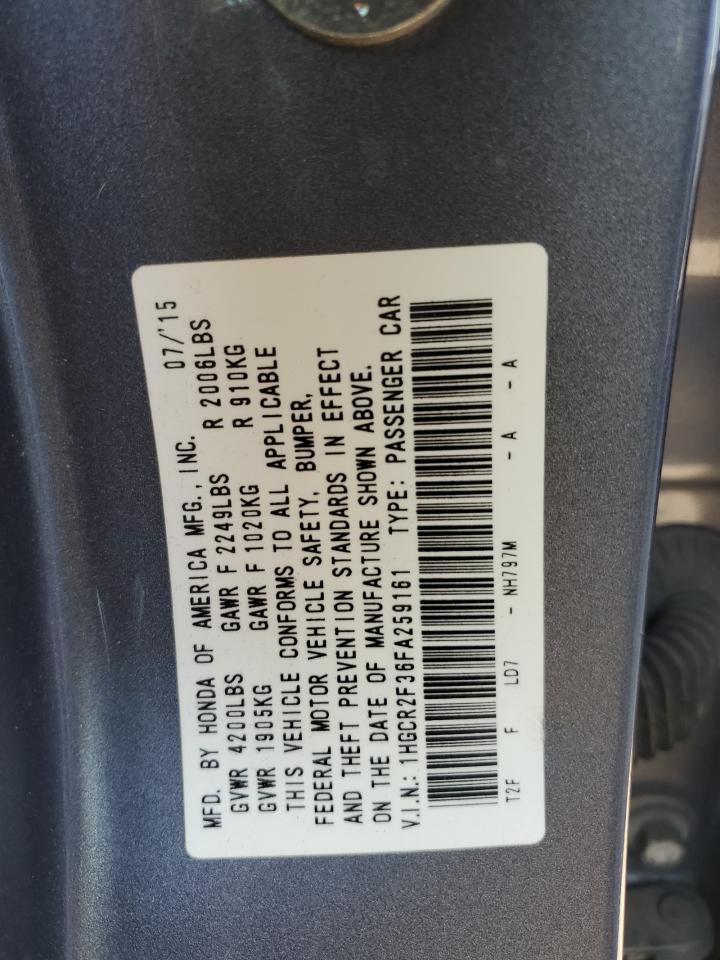 MFD. BY HONDA OF AMERICA MFG., INC. 07/'15
GVWR 4200LBS GAWR F 2249LBS R 2006LBS
GVWR 1905KG GAWR F 1020KG R 910KG
THIS VEHICLE CONFORMS TO ALL APPLICABLE
FEDERAL MOTOR VEHICLE SAFETY, BUMPER,
AND THEFT PREVENTION STANDARDS IN EFFECT
ON THE DATE OF MANUFACTURE SHOWN ABOVE.
V.I.N.: 1HGCR2F36FA259161 TYPE: PASSENGER CAR
T2F F LD7 - NH797M - A - A